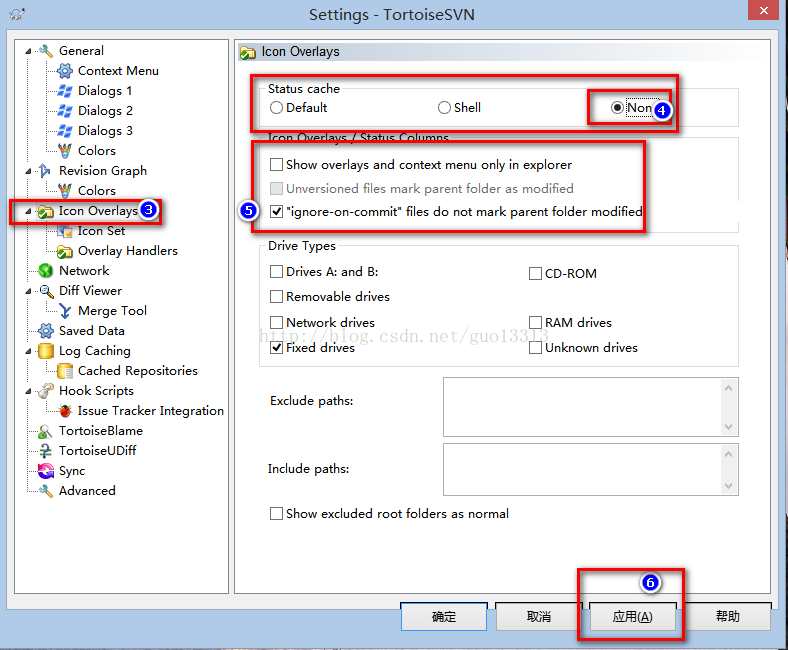 Settings - TortoiseSVN
General
Context Menu
Dialogs 1
Dialogs 2
Dialogs 3
Colors
Revision Graph
Colors
Icon Overlays 3
Icon Set
Overlay Handlers
Network
Diff Viewer
Merge Tool
Saved Data
Log Caching
Cached Repositories
Hook Scripts
Issue Tracker Integration
TortoiseBlame
TortoiseUDiff
Sync
Advanced
Icon Overlays
Status cache
Default Shell Non 4
Icon Overlays / Status Columns
Show overlays and context menu only in explorer
Unversioned files mark parent folder as modified
5 "ignore-on-commit" files do not mark parent folder modified
Drive Types
Drives A: and B: CD-ROM
Removable drives
Network drives RAM drives
http://blog.csdn.net/guo13313
Fixed drives Unknown drives
Exclude paths:
Include paths:
Show excluded root folders as normal
6
确定 取消 应用(A) 帮助